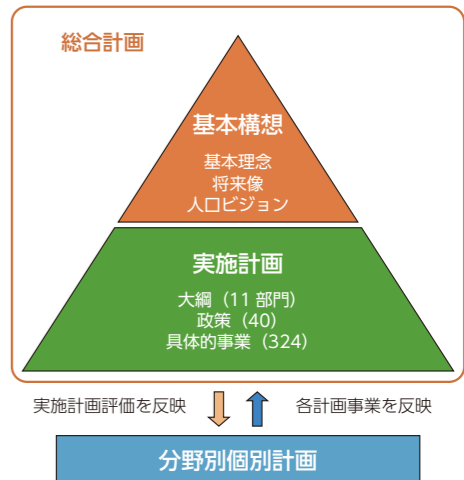 総合計画
基本構想
基本理念
将来像
人口ビジョン
実施計画
大綱（11 部門）
政策（40）
具体的事業（324）
実施計画評価を反映
各計画事業を反映
分野別個別計画